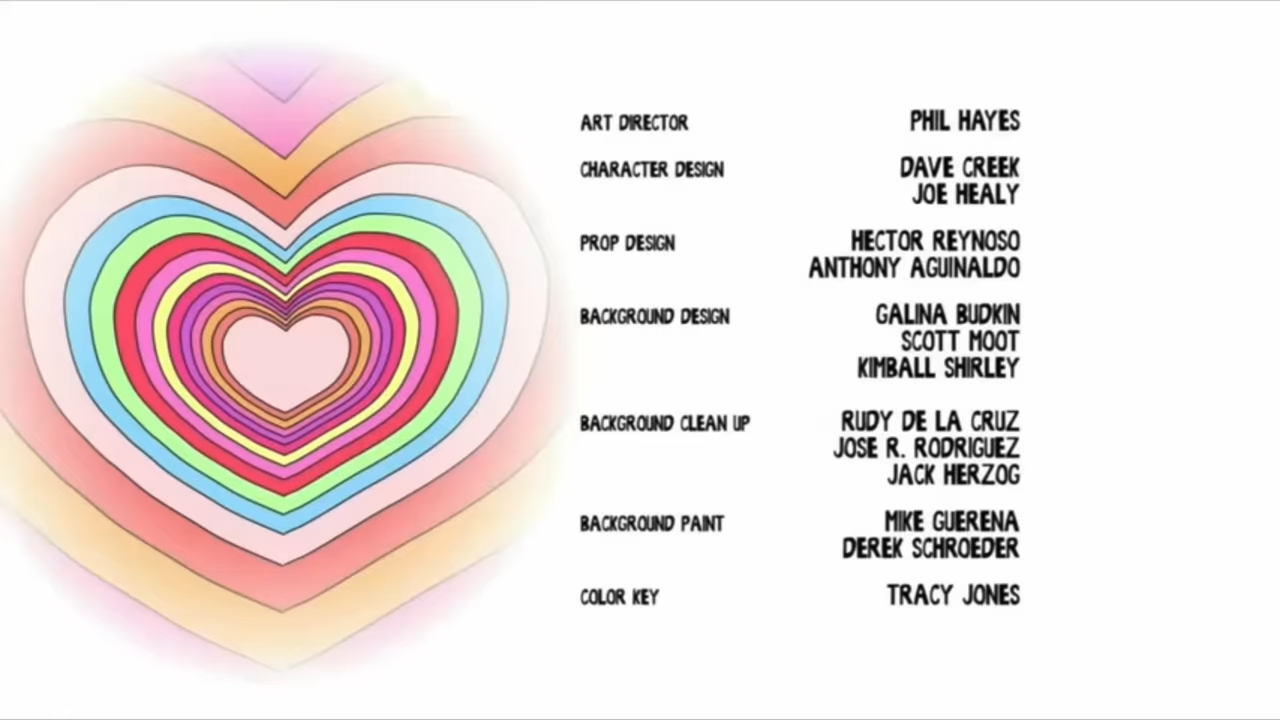 ART DIRECTOR PHIL HAYES
CHARACTER DESIGN DAVE CREEK
JOE HEALY
PROP DESIGN HECTOR REYNOSO
ANTHONY AGUINALDO
BACKGROUND DESIGN GALINA BUDKIN
SCOTT MOOT
KIMBALL SHIRLEY
BACKGROUND CLEAN UP RUDY DE LA CRUZ
JOSE R. RODRIGUEZ
JACK HERZOG
BACKGROUND PAINT MIKE GUERENA
DEREK SCHROEDER
COLOR KEY TRACY JONES